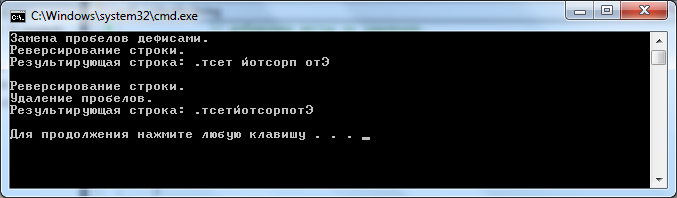 C:\Windows\system32\cmd.exe
Замена пробелов дефисами.
Реверсирование строки.
Результирующая строка: .тсет йотсорп отЭ
Реверсирование строки.
Удаление пробелов.
Результирующая строка: .тсетйотсорпотЭ
Для продолжения нажмите любую клавишу . . . _